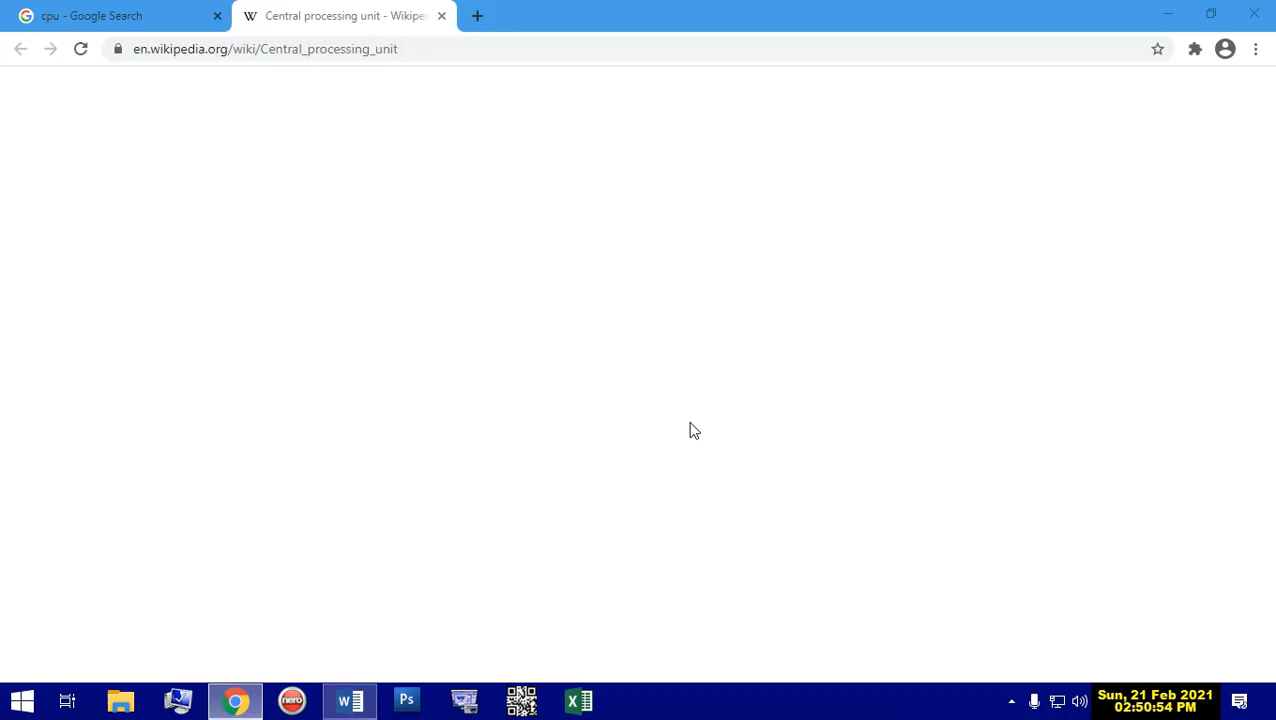 cpu - Google Search
Central processing unit - Wikipe
en.wikipedia.org/wiki/Central_processing_unit
nero
W
Ps
X
Sun, 21 Feb 2021
02:50:54 PM